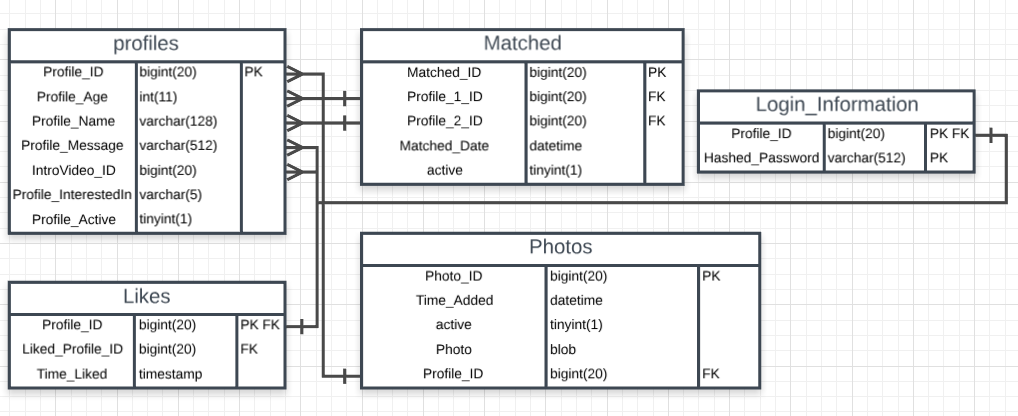 profiles
Profile_ID bigint(20) PK
Profile_Age int(11)
Profile_Name varchar(128)
Profile_Message varchar(512)
IntroVideo_ID bigint(20)
Profile_InterestedIn varchar(5)
Profile_Active tinyint(1)
Matched
Matched_ID bigint(20) PK
Profile_1_ID bigint(20) FK
Profile_2_ID bigint(20) FK
Matched_Date datetime
active tinyint(1)
Login_Information
Profile_ID bigint(20) PK FK
Hashed_Password varchar(512) PK
Likes
Profile_ID bigint(20) PK FK
Liked_Profile_ID bigint(20) FK
Time_Liked timestamp
Photos
Photo_ID bigint(20) PK
Time_Added datetime
active tinyint(1)
Photo blob
Profile_ID bigint(20) FK